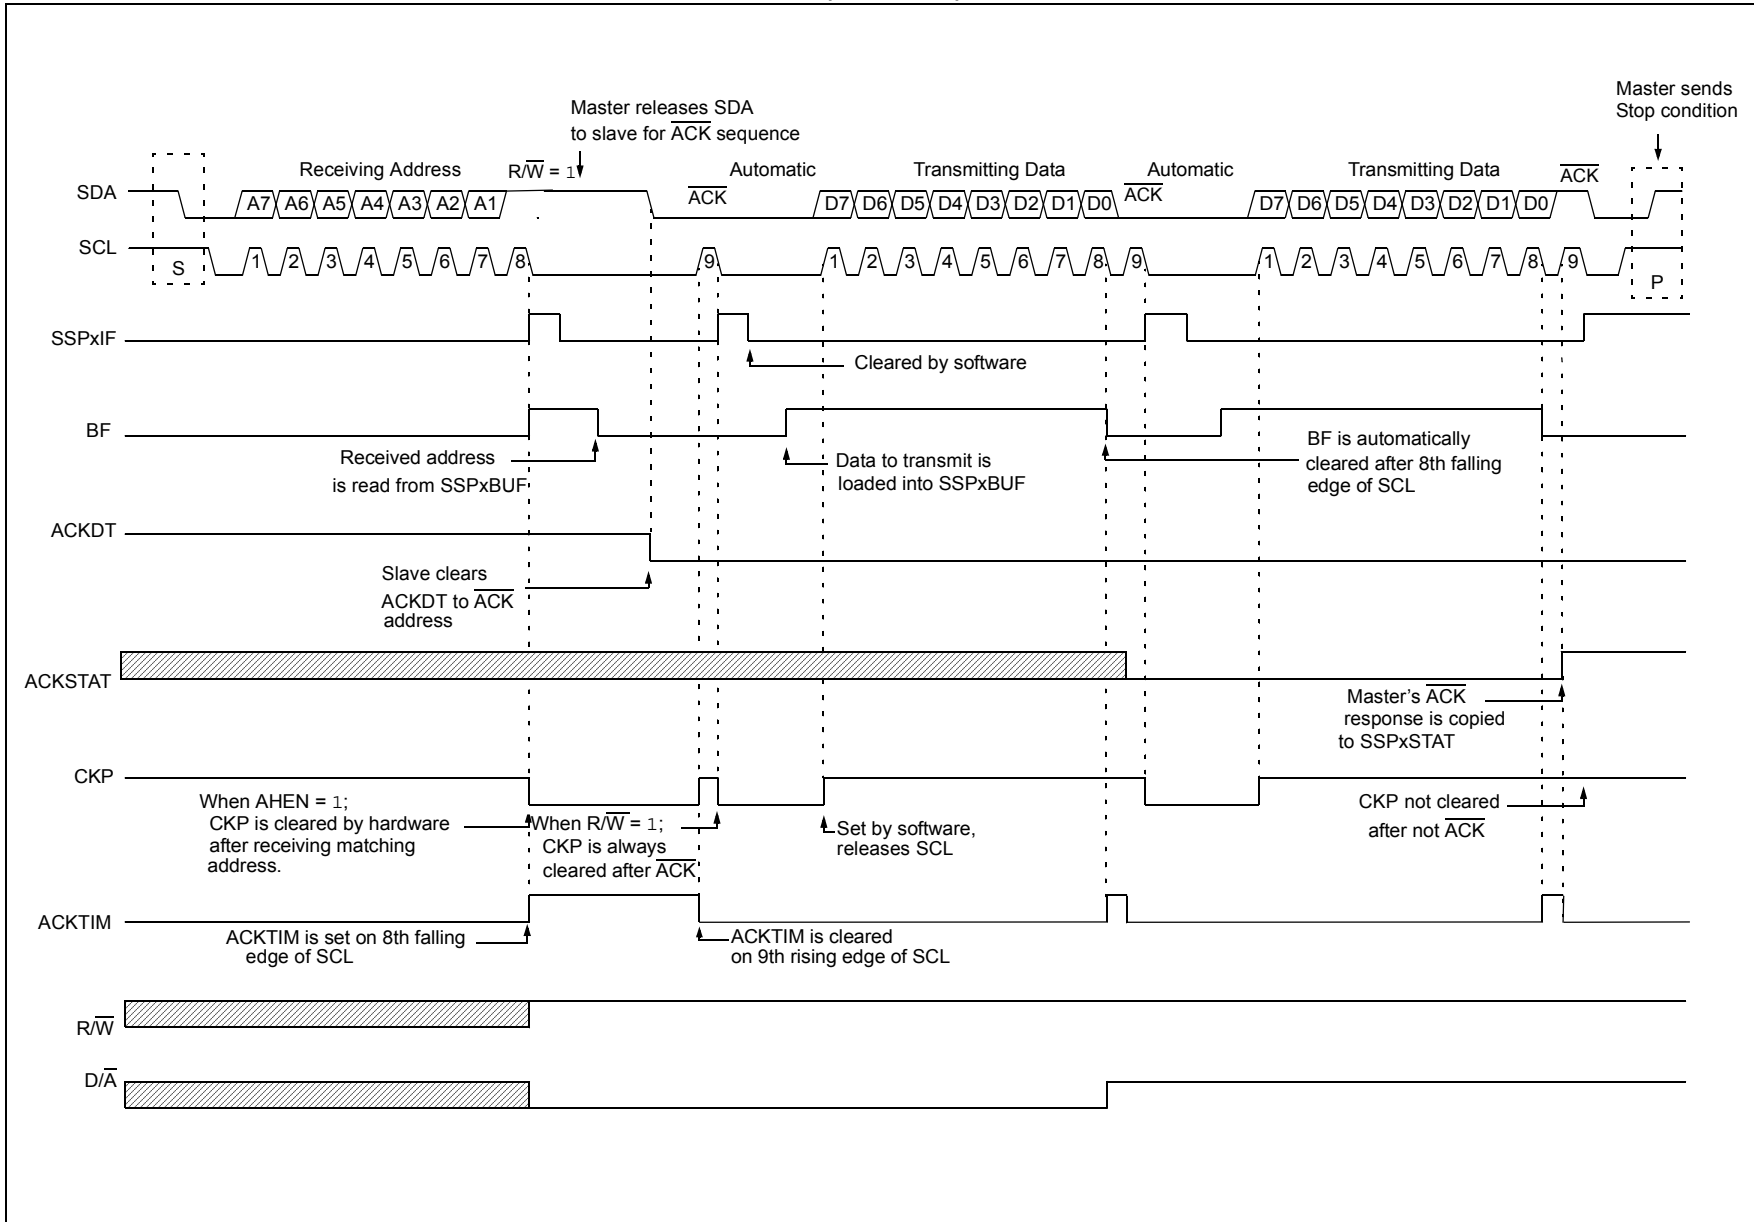 Master sends
Stop condition
Master releases SDA
to slave for ACK sequence
Receiving Address R/W = 1 Automatic Transmitting Data Automatic Transmitting Data ACK
SDA A7 A6 A5 A4 A3 A2 A1 ACK D7 D6 D5 D4 D3 D2 D1 D0 ACK D7 D6 D5 D4 D3 D2 D1 D0
SCL S 1 2 3 4 5 6 7 8 9 1 2 3 4 5 6 7 8 9 1 2 3 4 5 6 7 8 9 P
SSPxIF
Cleared by software
BF
Received address
is read from SSPxBUF
Data to transmit is
loaded into SSPxBUF
BF is automatically
cleared after 8th falling
edge of SCL
ACKDT
Slave clears
ACKDT to ACK
address
ACKSTAT
Master's ACK
response is copied
to SSPxSTAT
CKP
When AHEN = 1;
CKP is cleared by hardware
after receiving matching
address.
When R/W = 1;
CKP is always
cleared after ACK
Set by software,
releases SCL
CKP not cleared
after not ACK
ACKTIM
ACKTIM is set on 8th falling
edge of SCL
ACKTIM is cleared
on 9th rising edge of SCL
R/W
D/A